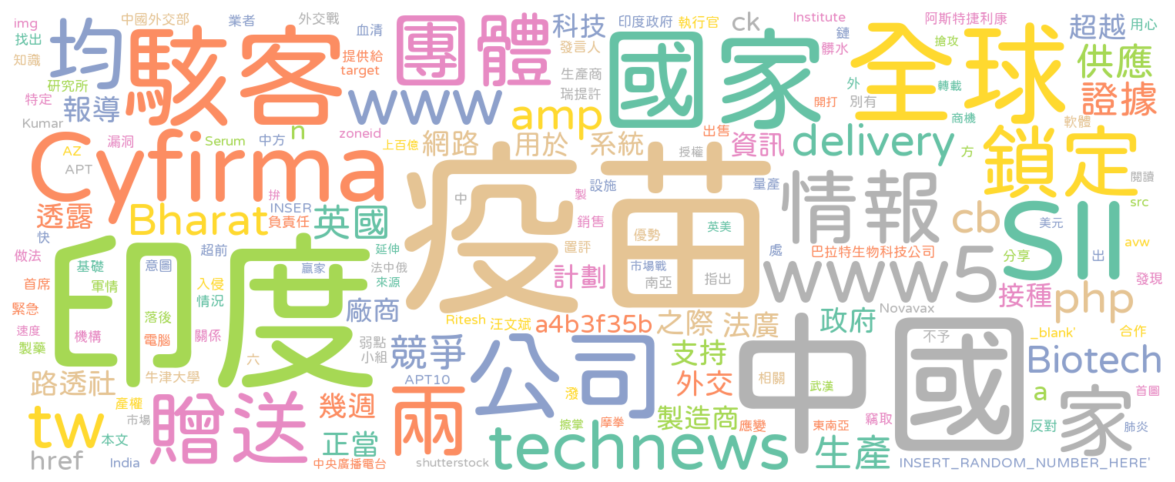 img
中國外交部
業者
外交戰
血清
科技
印度政府
執行官
ck
Institute
鏈
阿斯特捷利康
超越
用心
找出
均
駭客
團體
發言人
國家
髒水
全球
搶攻
供應
知識
研究所
提供給
target
生產商
外
轉載
特定
報導
www
瑞提許
amp
開打
別有
商機
證據
Kumar
n
zoneid
出售
軟體
AZ
漏洞
Serum
中方
上百億
網路
用於
系統
授權
資訊
delivery
方
鎖定
閱讀
APT
Cyfirma
疫苗
設施
量產
情報
src
透露
Bharat
INSER
負責任
拼
英國
中
製
銷售
優勢
英美
cb
SII
美元
快
做法
基礎
意圖
超前
贏家
延伸
法中俄
來源
置評
處
巴拉特生物科技公司
分享
出
avw
首席
軍情
印度
入侵
情況
計劃
市場戰
南亞
指出
www
5
接種
發現
緊急
廠商
Novavax
php
速度
製藥
機構
落後
電腦
關係
Ritesh
汪文斌
a4b3f35b
之際
法廣
政府
中國
不予
_blank'
合作
六
弱點
小組
競爭
公司
支持
Biotech
路透社
牛津大學
APT10
潑
外交
相關
武漢
a
家
首圖
tw
產權
市場
贈送
幾週
兩
製造商
竊取
反對
肺炎
本文
正當
擔掌
摩拳
應變
東南亞
href
India
中央廣播電台
shutterstock
technews
生產
INSERT_RANDOM_NUMBER_HERE'